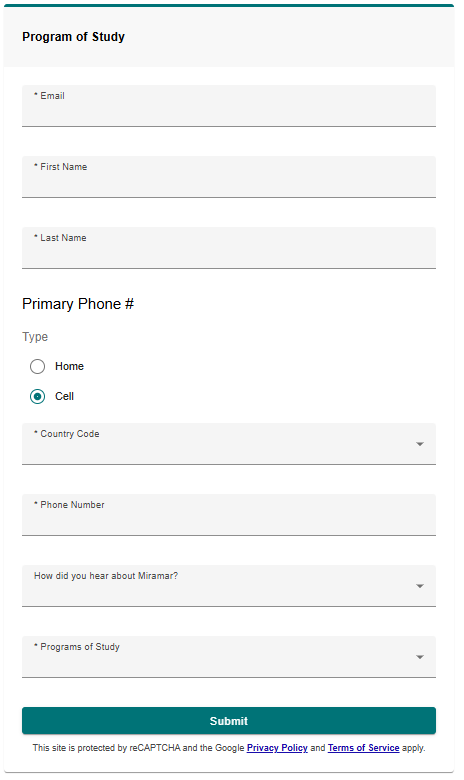 Program of Study
* Email
* First Name
* Last Name
Primary Phone #
Type
Home
Cell
* Country Code
* Phone Number
How did you hear about Miramar?
* Programs of Study
Submit
This site is protected by reCAPTCHA and the Google Privacy Policy and Terms of Service apply.